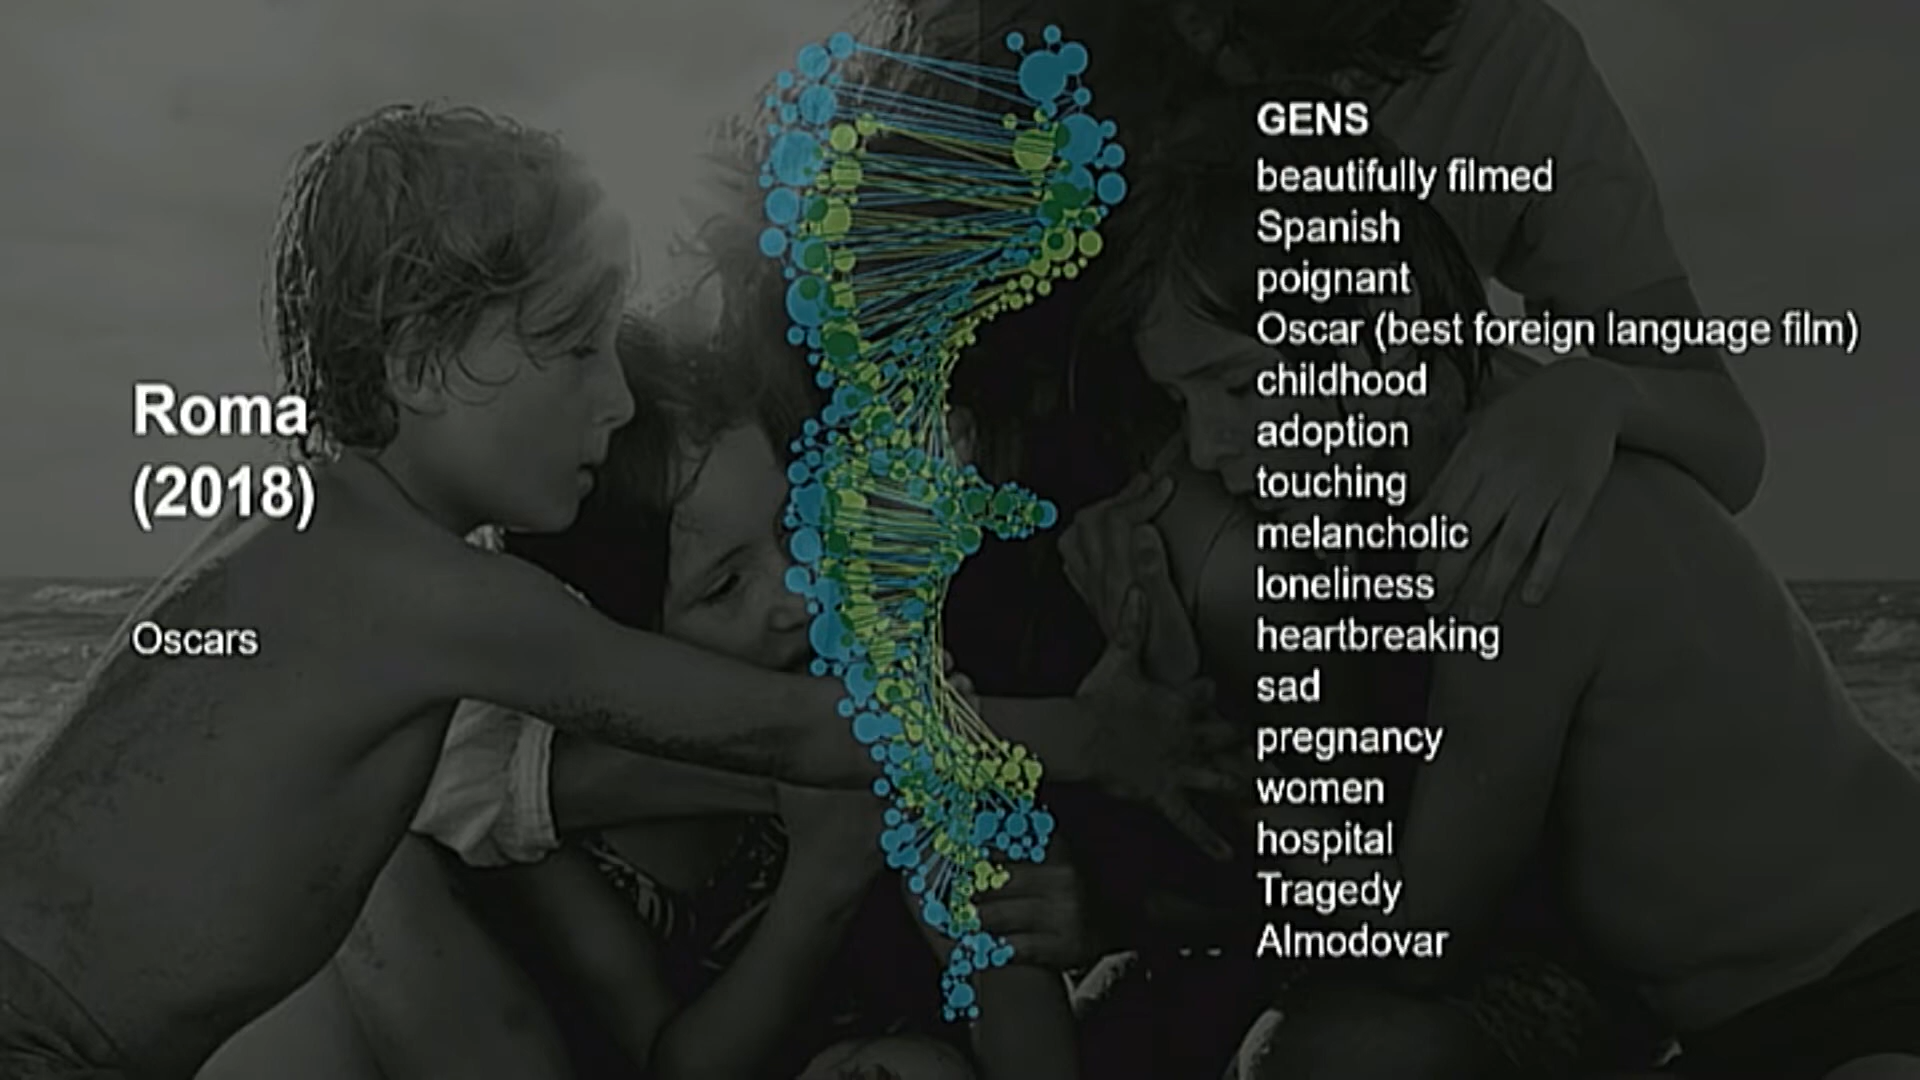 Roma
(2018)
Oscars
GENS
beautifully filmed
Spanish
poignant
Oscar (best foreign language film)
childhood
adoption
touching
melancholic
loneliness
heartbreaking
sad
pregnancy
women
hospital
Tragedy
Almodovar